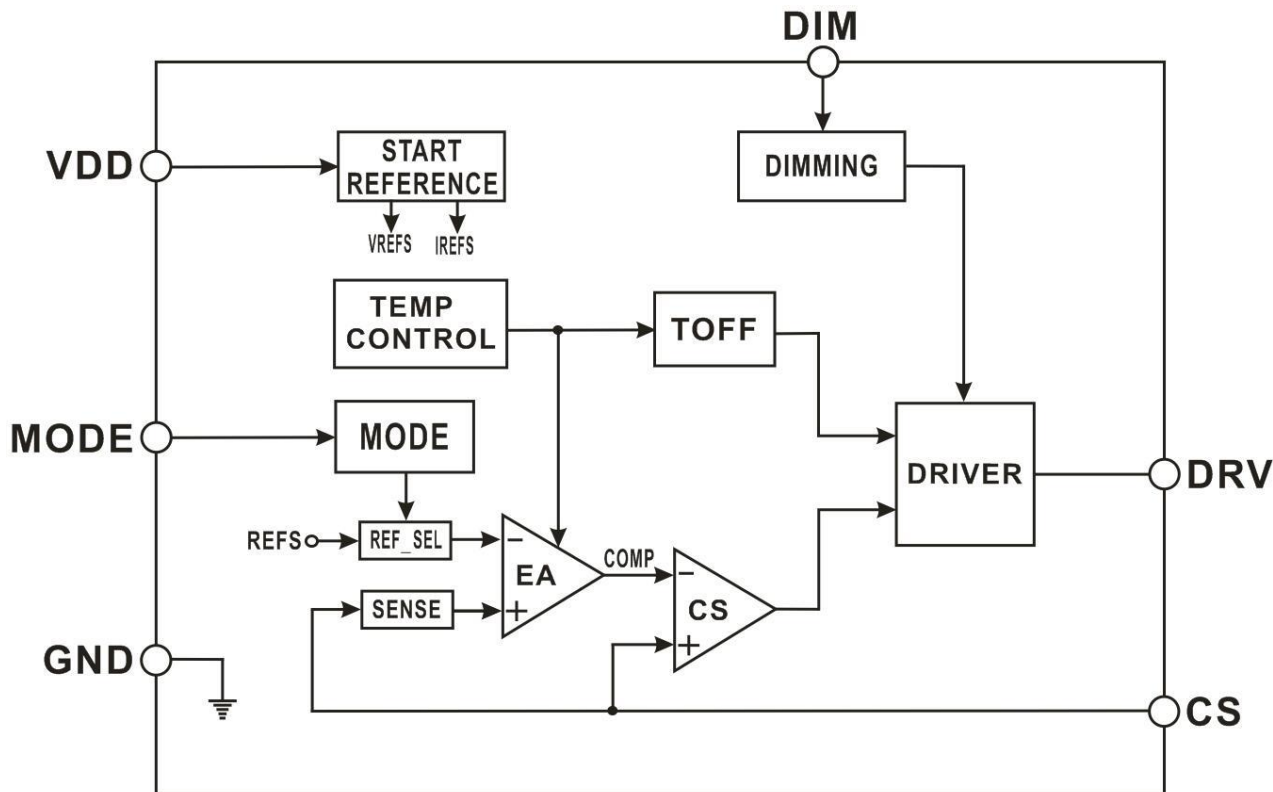 DIM
VDD
START
REFERENCE
DIMMING
VREFS IREFS
TEMP
CONTROL
TOFF
MODE
MODE
DRIVER
DRV
REFS
REF_SEL
−
EA
+
COMP
−
CS
+
SENSE
GND
CS